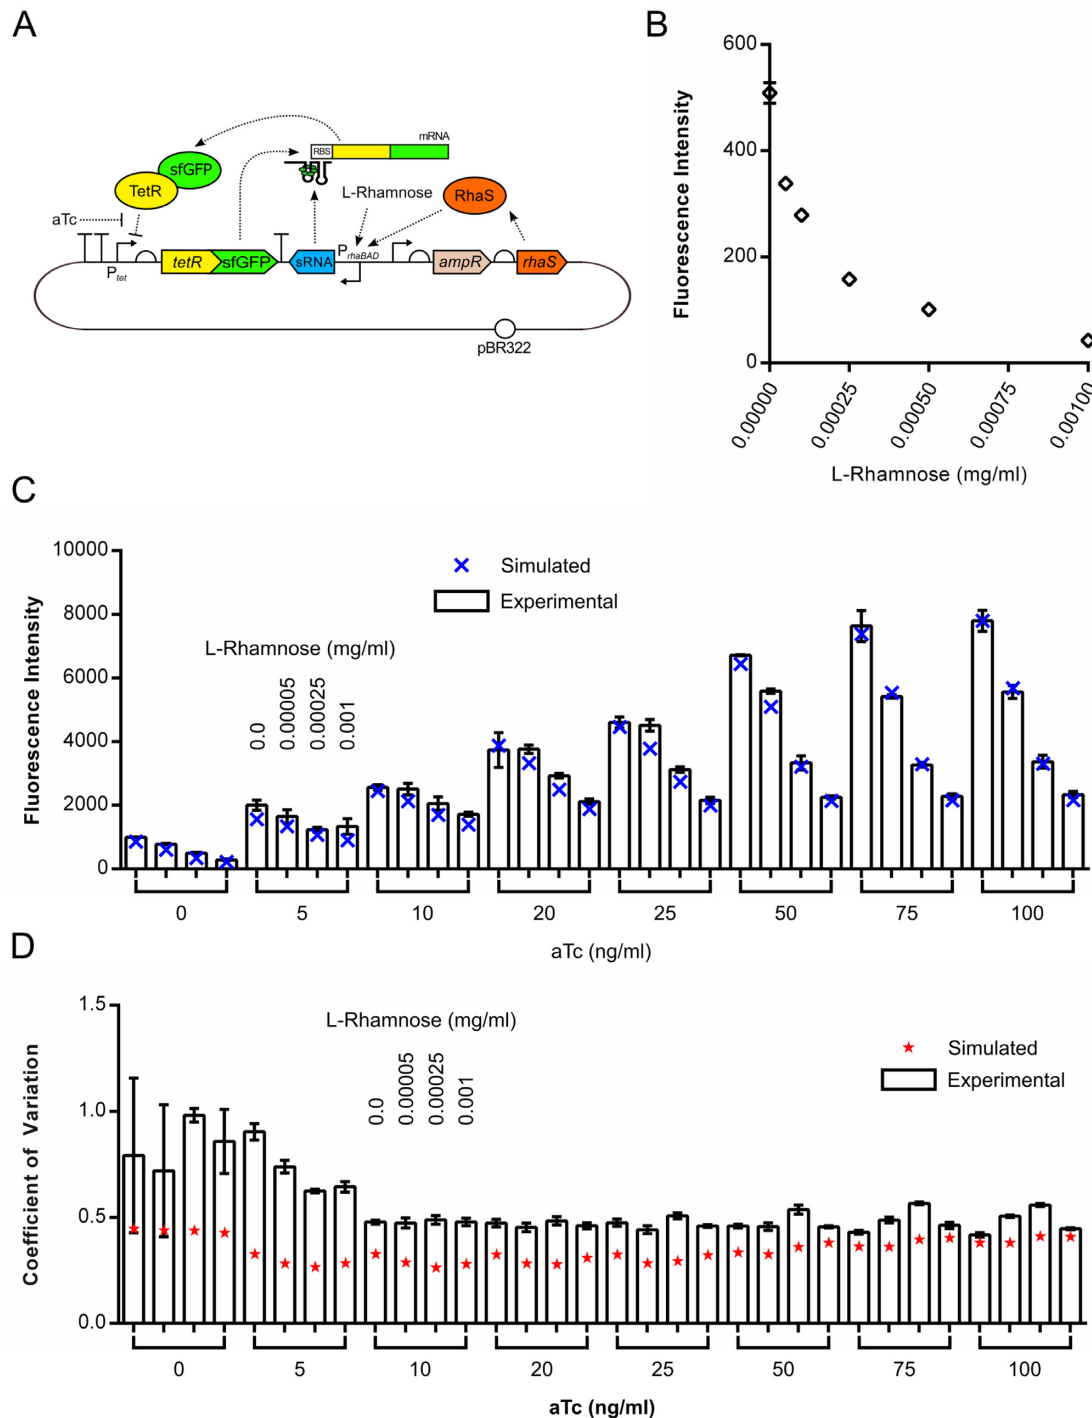 A
mRNA
RBS
sfGFP
TetR
aTc
L-Rhamnose
RhaS
PrhaBAD
Ptet
tetR
sfGFP
sRNA
ampR
rhaS
pBR322
B
Fluorescence Intensity
600
400
200
0
0.00000
0.00025
0.00050
0.00075
0.00100
L-Rhamnose (mg/ml)
C
Fluorescence Intensity
10000
8000
6000
4000
2000
0
Simulated
Experimental
L-Rhamnose (mg/ml)
0.0
0.00005
0.00025
0.001
0 5 10 20 25 50 75 100
aTc (ng/ml)
D
Coefficient of Variation
1.5
1.0
0.5
0.0
L-Rhamnose (mg/ml)
0.0
0.00005
0.00025
0.001
Simulated
Experimental
0 5 10 20 25 50 75 100
aTc (ng/ml)